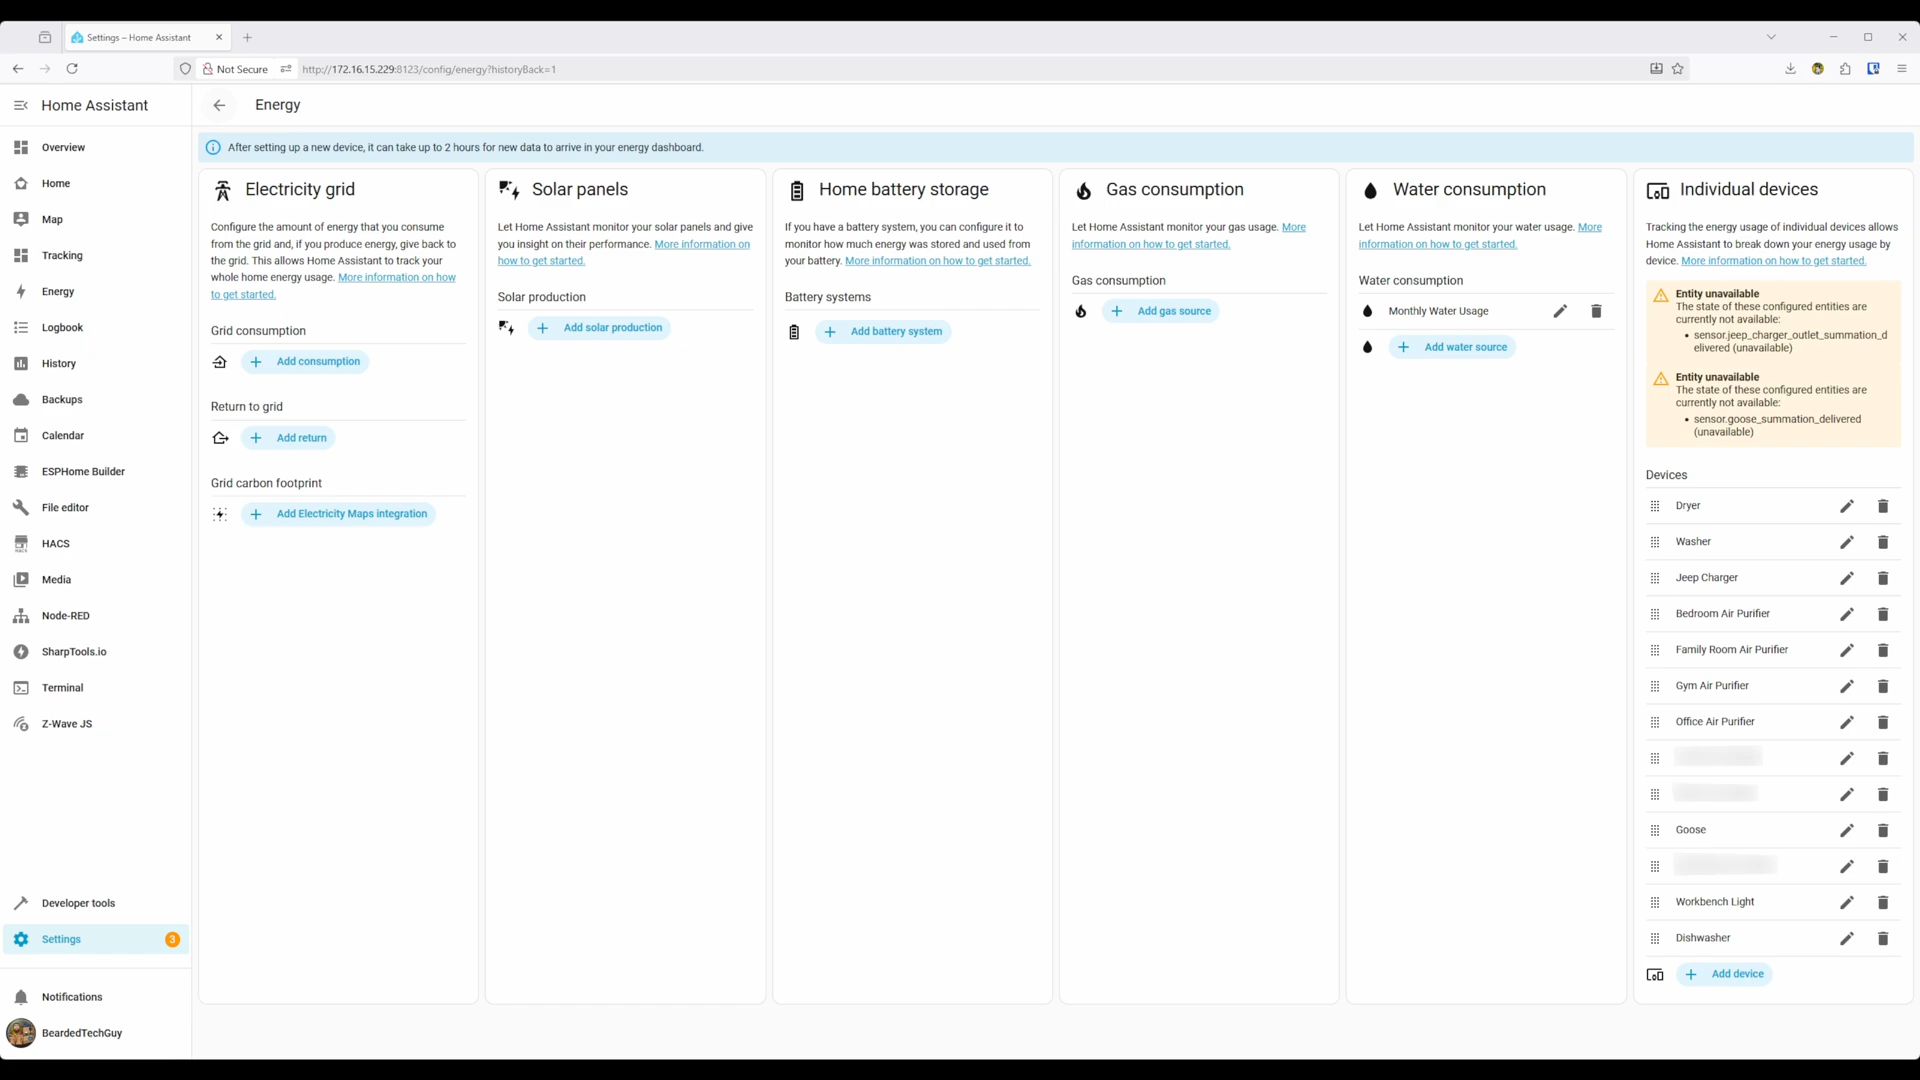 Settings – Home Assistant
Not Secure
http://172.16.15.229:8123/config/energy?historyBack=1
Home Assistant
Energy
Overview
Home
Map
Tracking
Energy
Logbook
History
Backups
Calendar
ESPHome Builder
File editor
HACS
Media
Node-RED
SharpTools.io
Terminal
Z-Wave JS
Developer tools
Settings
3
Notifications
BeardedTechGuy
After setting up a new device, it can take up to 2 hours for new data to arrive in your energy dashboard.
Electricity grid
Configure the amount of energy that you consume
from the grid and, if you produce energy, give back to
the grid. This allows Home Assistant to track your
whole home energy usage. More information on how
to get started.
Grid consumption
Add consumption
Return to grid
Add return
Grid carbon footprint
Add Electricity Maps integration
Solar panels
Let Home Assistant monitor your solar panels and give
you insight on their performance. More information on
how to get started.
Solar production
Add solar production
Home battery storage
If you have a battery system, you can configure it to
monitor how much energy was stored and used from
your battery. More information on how to get started.
Battery systems
Add battery system
Gas consumption
Let Home Assistant monitor your gas usage. More
information on how to get started.
Gas consumption
Add gas source
Water consumption
Let Home Assistant monitor your water usage. More
information on how to get started.
Water consumption
Monthly Water Usage
Add water source
Individual devices
Tracking the energy usage of individual devices allows
Home Assistant to break down your energy usage by
device. More information on how to get started.
Entity unavailable
The state of these configured entities are
currently not available:
• sensor.jeep_charger_outlet_summation_d
elivered (unavailable)
Entity unavailable
The state of these configured entities are
currently not available:
• sensor.goose_summation_delivered
(unavailable)
Devices
Dryer
Washer
Jeep Charger
Bedroom Air Purifier
Family Room Air Purifier
Gym Air Purifier
Office Air Purifier
Goose
Workbench Light
Dishwasher
Add device